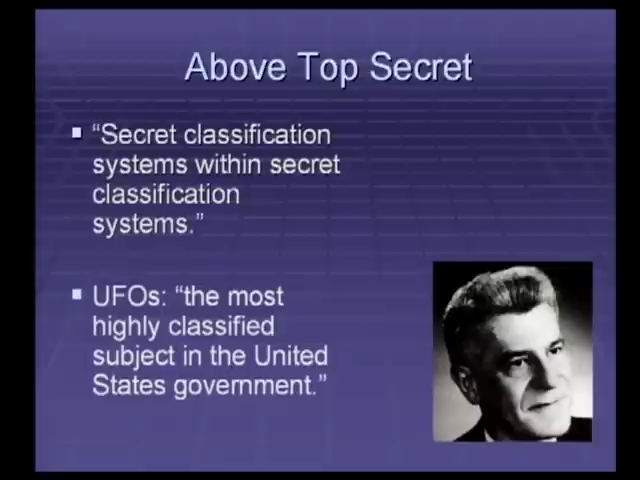 Above Top Secret
“Secret classification
systems within secret
classification
systems.”
UFOs: “the most
highly classified
subject in the United
States government.”